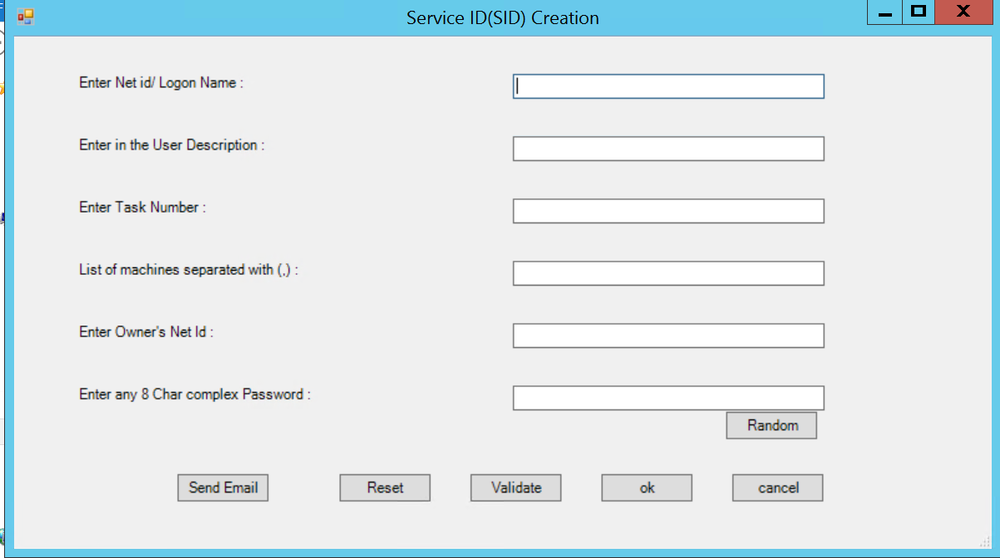 Service ID(SID) Creation
Enter Net id/ Logon Name :
Enter in the User Description :
Enter Task Number :
List of machines separated with (,) :
Enter Owner's Net Id :
Enter any 8 Char complex Password :
Random
Send Email Reset Validate ok cancel